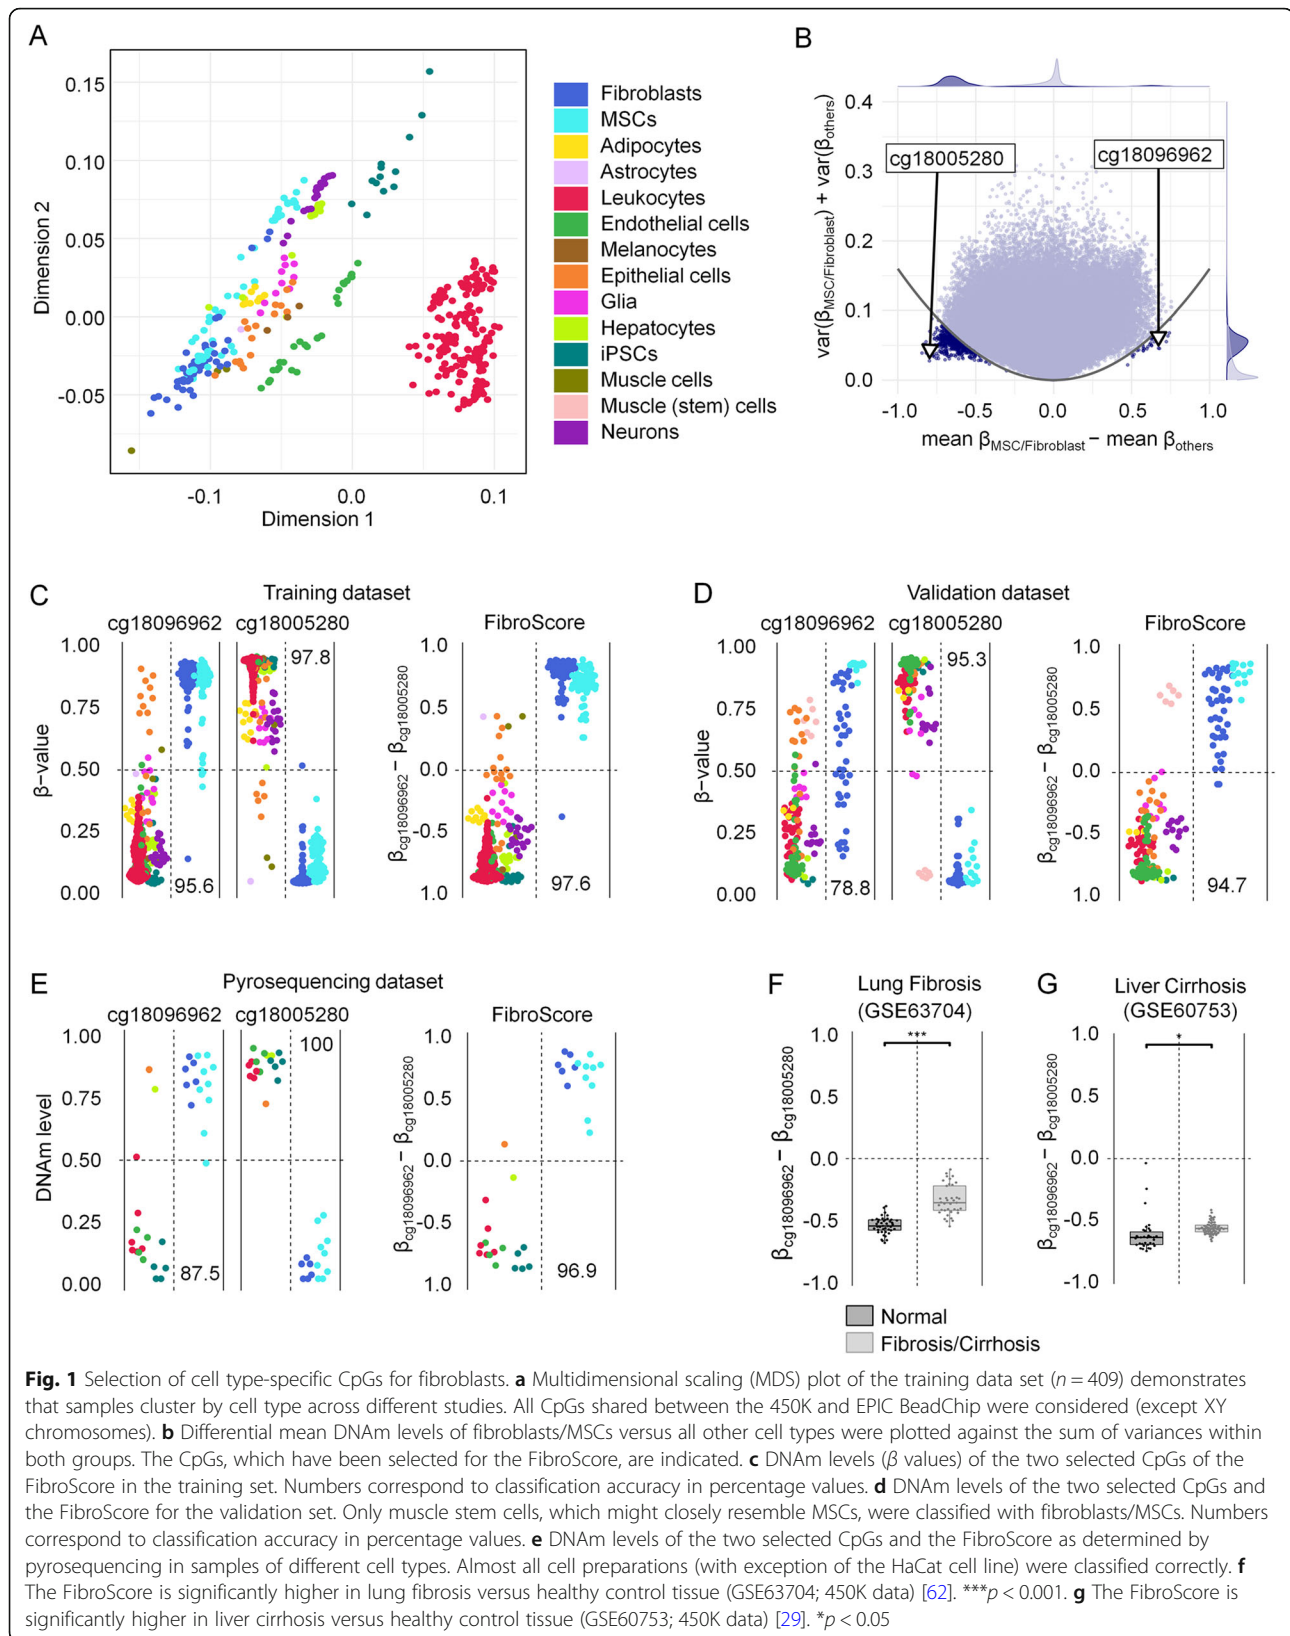 A
0.15
0.10
0.05
0.00
-0.05
Dimension 2
-0.1
0.0
0.1
Dimension 1
Fibroblasts
MSCs
Adipocytes
Astrocytes
Leukocytes
Endothelial cells
Melanocytes
Epithelial cells
Glia
Hepatocytes
iPSCs
Muscle cells
Muscle (stem) cells
Neurons
B
var(βMSC/Fibroblast) + var(βothers)
0.4
0.3
0.2
0.1
0.0
cg18005280
cg18096962
-1.0 -0.5 0.0 0.5 1.0
mean βMSC/Fibroblast − mean βothers
C
Training dataset
cg18096962 cg18005280 FibroScore
β−value
1.00
0.75
0.50
0.25
0.00
95.6
97.8
βcg18096962 − βcg18005280
1.0
0.5
0.0
-0.5
1.0
97.6
D
Validation dataset
cg18096962 cg18005280 FibroScore
β−value
1.00
0.75
0.50
0.25
0.00
78.8
95.3
βcg18096962 − βcg18005280
1.0
0.5
0.0
-0.5
1.0
94.7
E
Pyrosequencing dataset
cg18096962 cg18005280 FibroScore
DNAm level
1.00
0.75
0.50
0.25
0.00
87.5
100
βcg18096962 − βcg18005280
1.0
0.5
0.0
-0.5
1.0
96.9
F
Lung Fibrosis
(GSE63704)
βcg18096962 − βcg18005280
1.0
0.5
0.0
-0.5
-1.0
***
G
Liver Cirrhosis
(GSE60753)
βcg18096962 − βcg18005280
1.0
0.5
0.0
-0.5
-1.0
*
Normal
Fibrosis/Cirrhosis
Fig. 1 Selection of cell type-specific CpGs for fibroblasts. a Multidimensional scaling (MDS) plot of the training data set (n = 409) demonstrates
that samples cluster by cell type across different studies. All CpGs shared between the 450K and EPIC BeadChip were considered (except XY
chromosomes). b Differential mean DNAm levels of fibroblasts/MSCs versus all other cell types were plotted against the sum of variances within
both groups. The CpGs, which have been selected for the FibroScore, are indicated. c DNAm levels (β values) of the two selected CpGs of the
FibroScore in the training set. Numbers correspond to classification accuracy in percentage values. d DNAm levels of the two selected CpGs and
the FibroScore for the validation set. Only muscle stem cells, which might closely resemble MSCs, were classified with fibroblasts/MSCs. Numbers
correspond to classification accuracy in percentage values. e DNAm levels of the two selected CpGs and the FibroScore as determined by
pyrosequencing in samples of different cell types. Almost all cell preparations (with exception of the HaCat cell line) were classified correctly. f
The FibroScore is significantly higher in lung fibrosis versus healthy control tissue (GSE63704; 450K data) [62]. ***p < 0.001. g The FibroScore is
significantly higher in liver cirrhosis versus healthy control tissue (GSE60753; 450K data) [29]. *p < 0.05